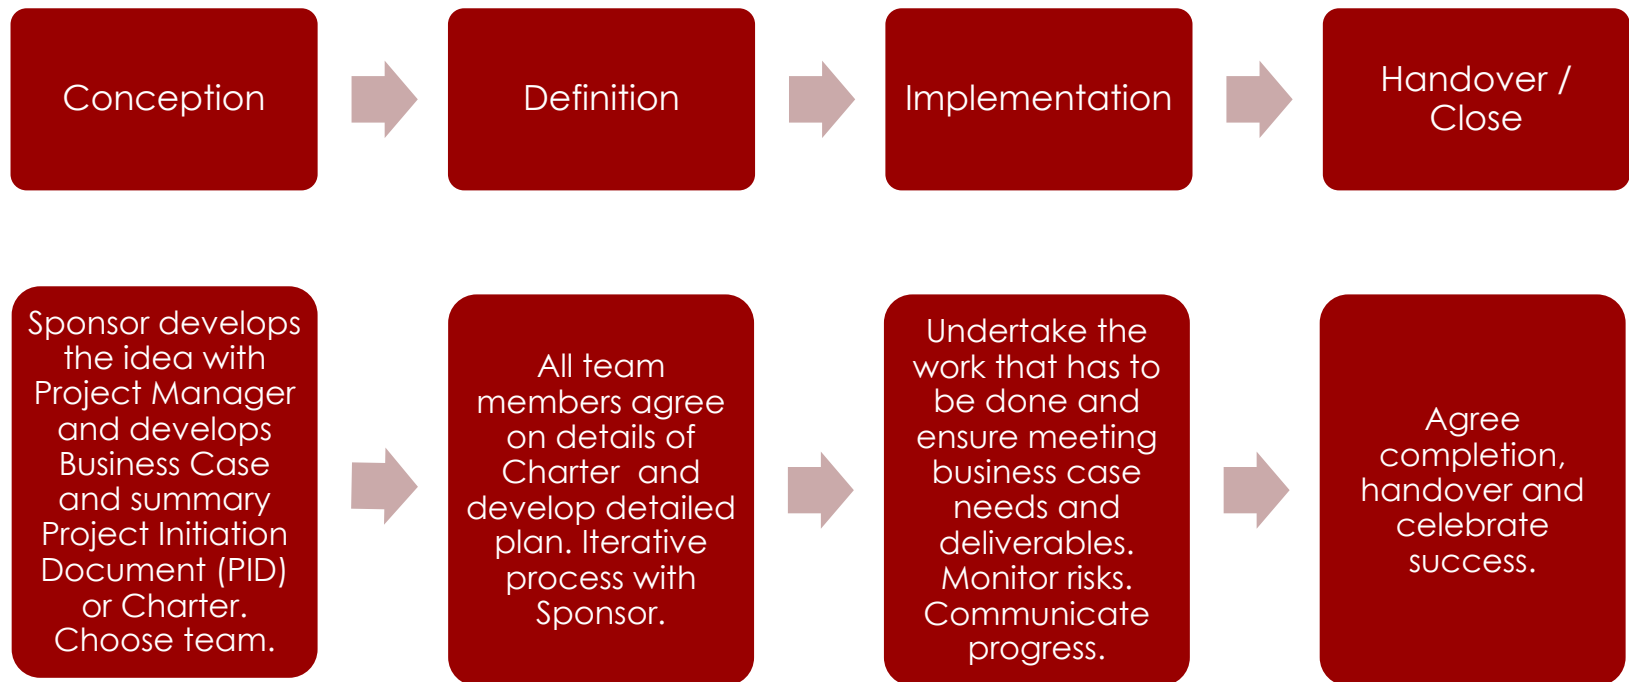 Conception
Definition
Implementation
Handover /
Close
Sponsor develops
the idea with
Project Manager
and develops
Business Case
and summary
Project Initiation
Document (PID)
or Charter.
Choose team.
All team
members agree
on details of
Charter and
develop detailed
plan. Iterative
process with
Sponsor.
Undertake the
work that has to
be done and
ensure meeting
business case
needs and
deliverables.
Monitor risks.
Communicate
progress.
Agree
completion,
handover and
celebrate
success.